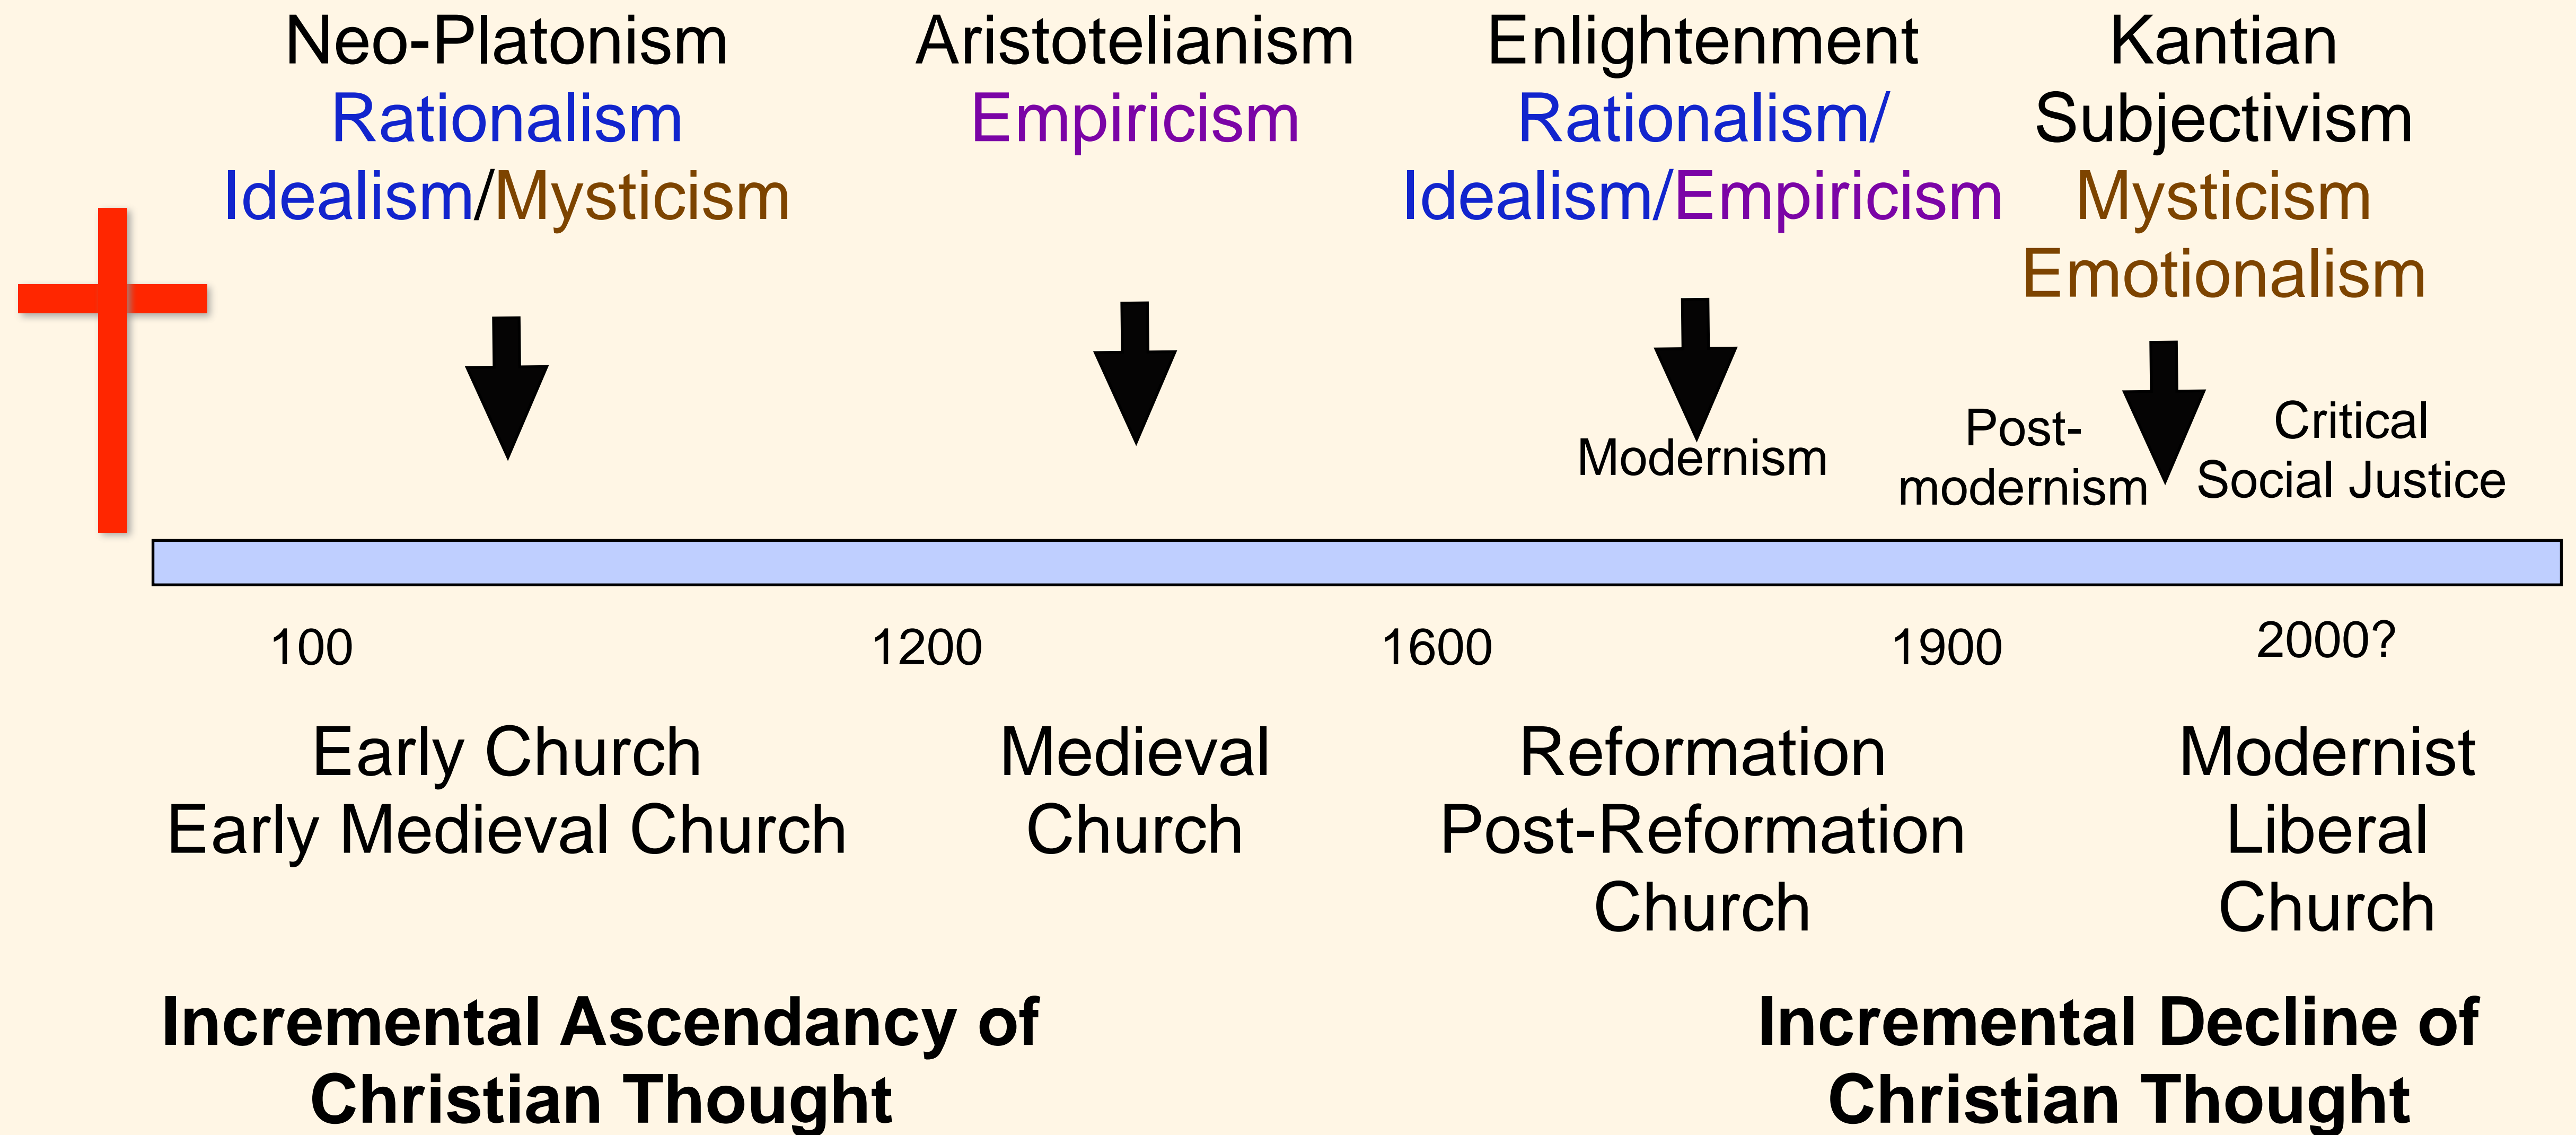 Neo-Platonism
Rationalism
Idealism/Mysticism
Aristotelianism
Empiricism
Enlightenment
Rationalism/
Idealism/Empiricism
Kantian
Subjectivism
Mysticism
Emotionalism
Modernism
Post-
modernism
Critical
Social Justice
100
1200
1600
1900
2000?
Early Church
Early Medieval Church
Medieval
Church
Reformation
Post-Reformation
Church
Modernist
Liberal
Church
Incremental Ascendancy of
Christian Thought
Incremental Decline of
Christian Thought